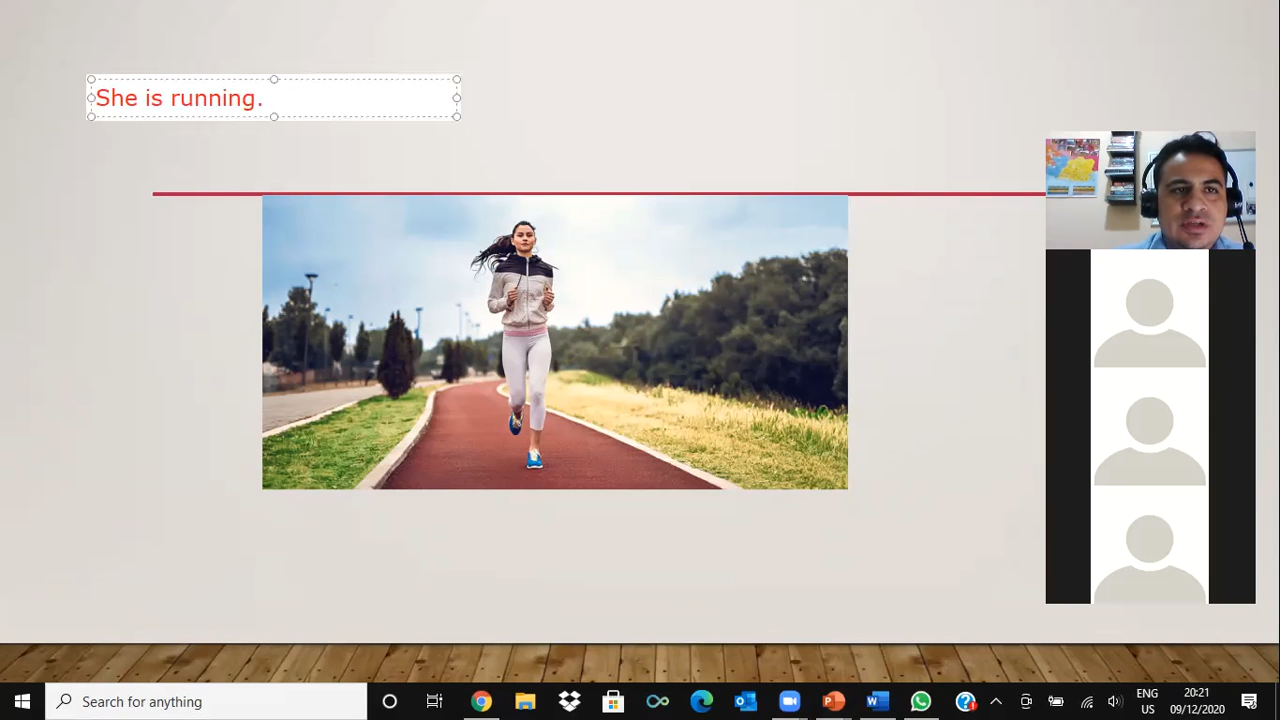 She is running.
Search for anything
ENG
US
20:21
09/12/2020